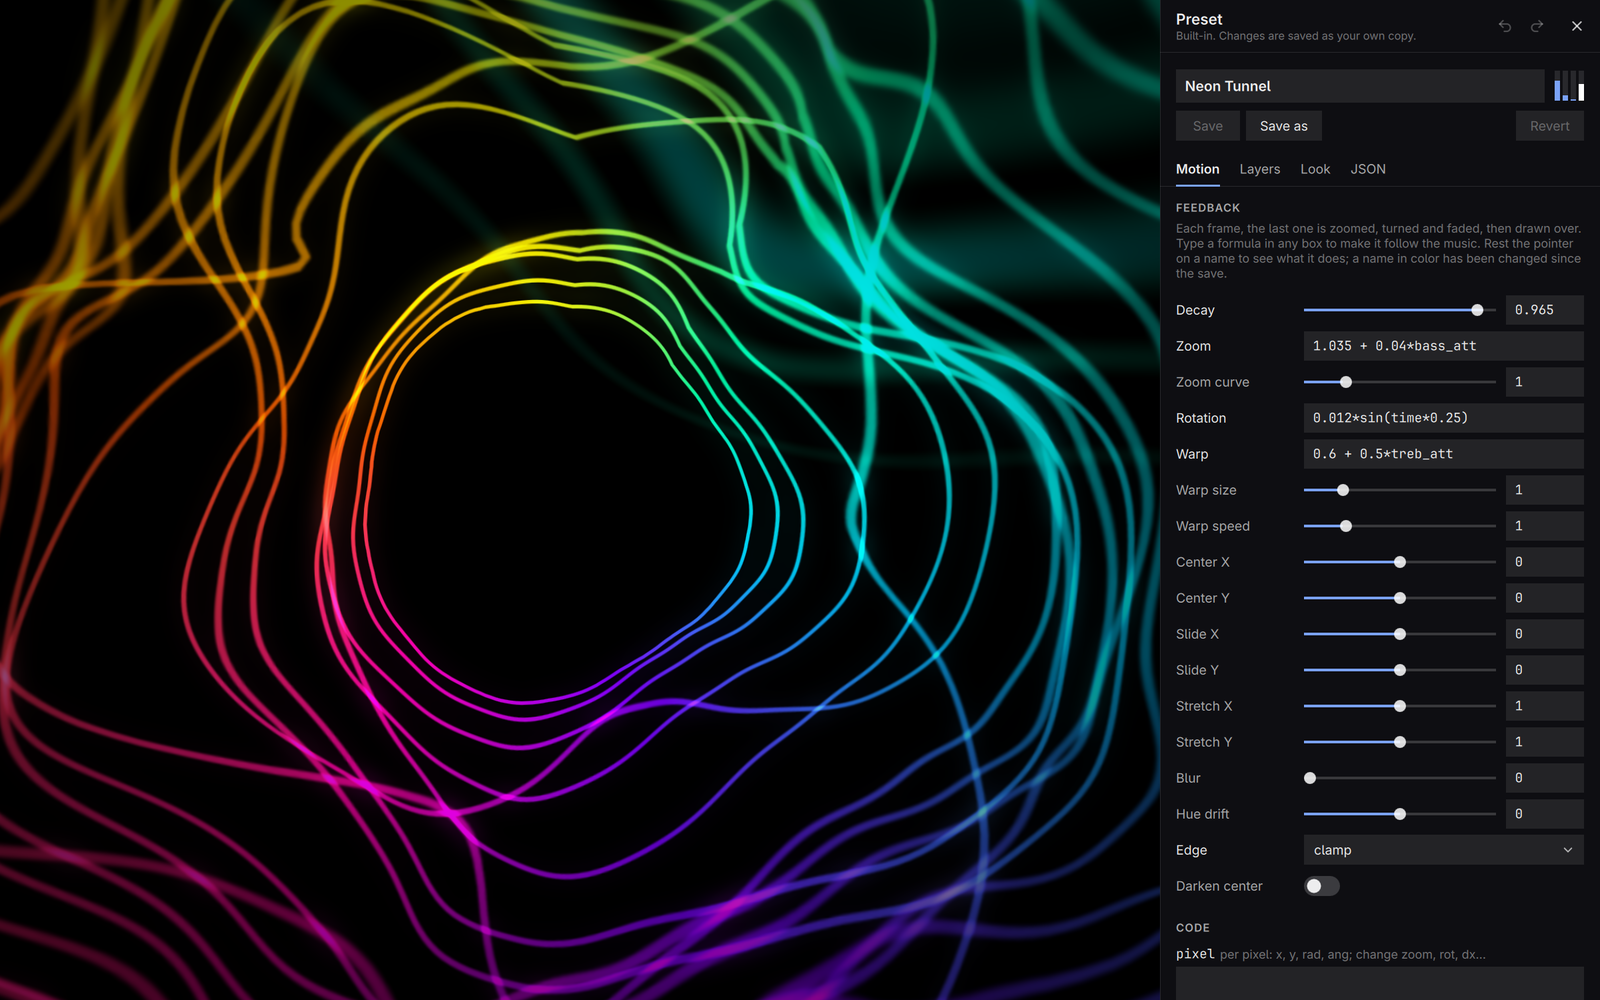 Preset
Built-in. Changes are saved as your own copy.
Neon Tunnel
Save
Save as
Revert
Motion
Layers
Look
JSON
FEEDBACK
Each frame, the last one is zoomed, turned and faded, then drawn over.
Type a formula in any box to make it follow the music. Rest the pointer
on a name to see what it does; a name in color has been changed since
the save.
Decay
0.965
Zoom
1.035 + 0.04*bass_att
Zoom curve
1
Rotation
0.012*sin(time*0.25)
Warp
0.6 + 0.5*treb_att
Warp size
1
Warp speed
1
Center X
0
Center Y
0
Slide X
0
Slide Y
0
Stretch X
1
Stretch Y
1
Blur
0
Hue drift
0
Edge
clamp
Darken center
CODE
pixel per pixel: x, y, rad, ang; change zoom, rot, dx...